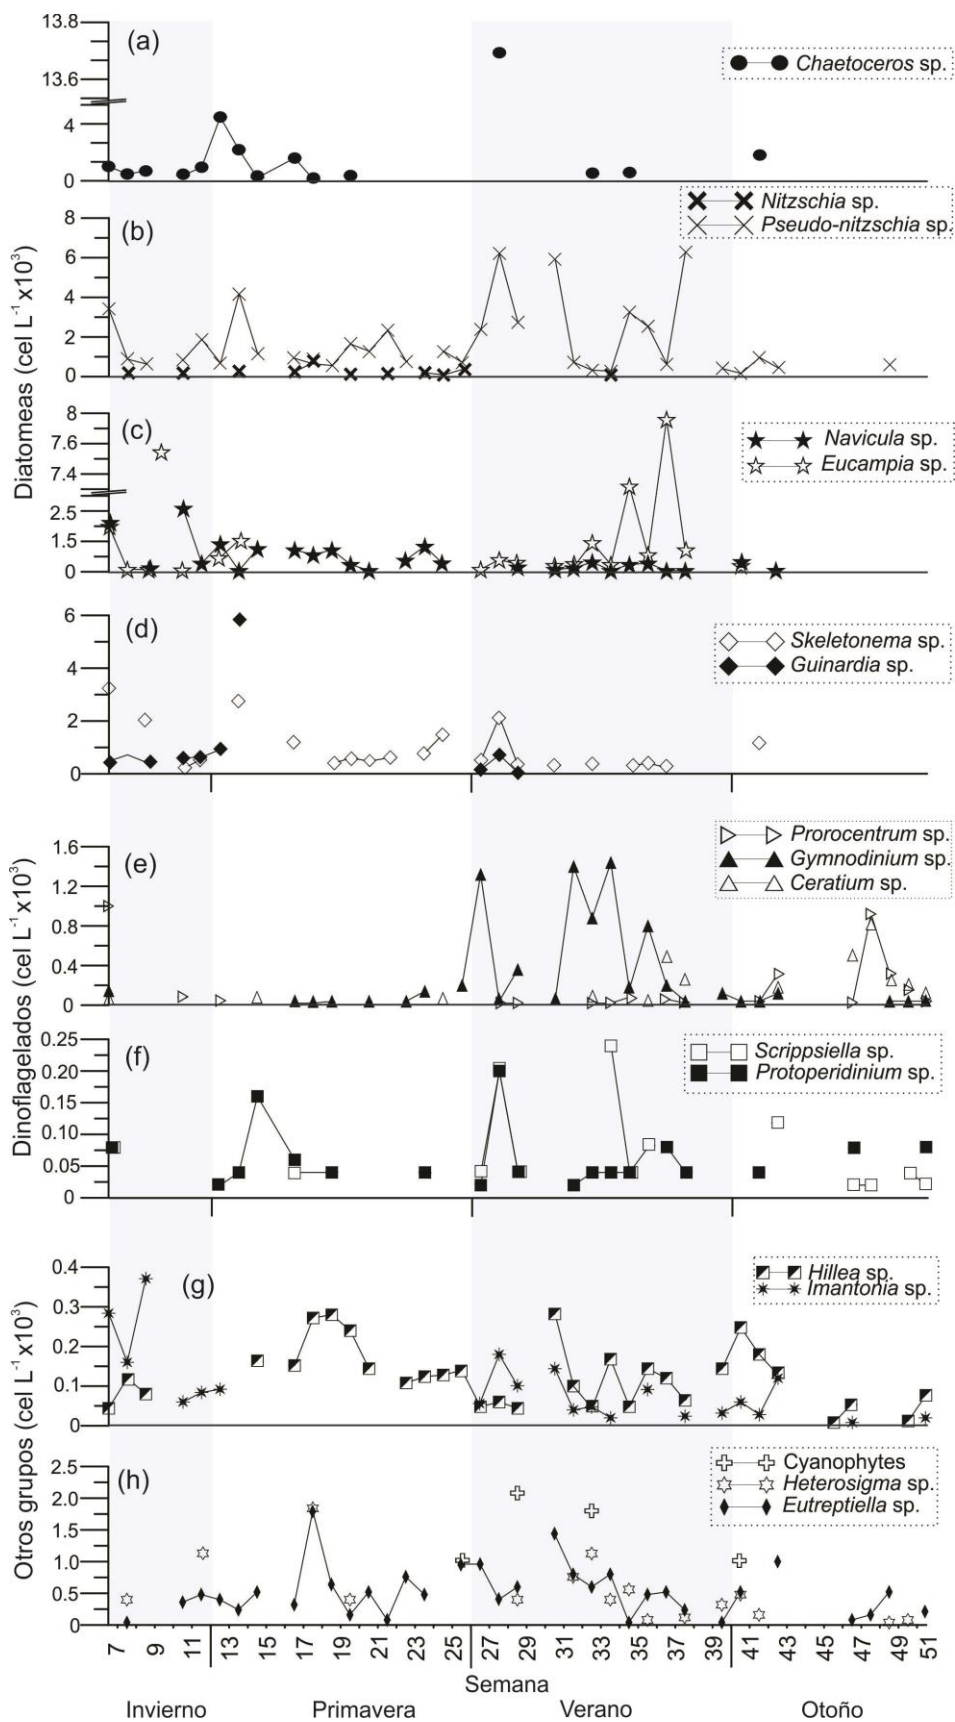 13.8
(a)
Chaetoceros sp.
13.6
4
0
Nitzschia sp.
Pseudo-nitzschia sp.
8
(b)
6
4
2
0
Diatomeas (cel L⁻¹ x10³)
8
(c)
Navicula sp.
7.6
Eucampia sp.
7.4
2.5
1.5
0
6
(d)
Skeletonema sp.
Guinardia sp.
4
2
0
Prorocentrum sp.
1.6
(e)
Gymnodinium sp.
Ceratium sp.
1.2
0.8
0.4
0
Dinoflagelados (cel L⁻¹ x10³)
0.25
(f)
Scrippsiella sp.
Protoperidinium sp.
0.20
0.15
0.10
0.05
0
0.4
(g)
Hillea sp.
Imantonia sp.
0.3
0.2
0.1
0
Otros grupos (cel L⁻¹ x10³)
2.5
(h)
Cyanophytes
Heterosigma sp.
Eutreptiella sp.
2.0
1.5
1.0
0.5
0
7 9 11 13 15 17 19 21 23 25 27 29 31 33 35 37 39 41 43 45 47 49 51
Semana
Invierno Primavera Verano Otoño